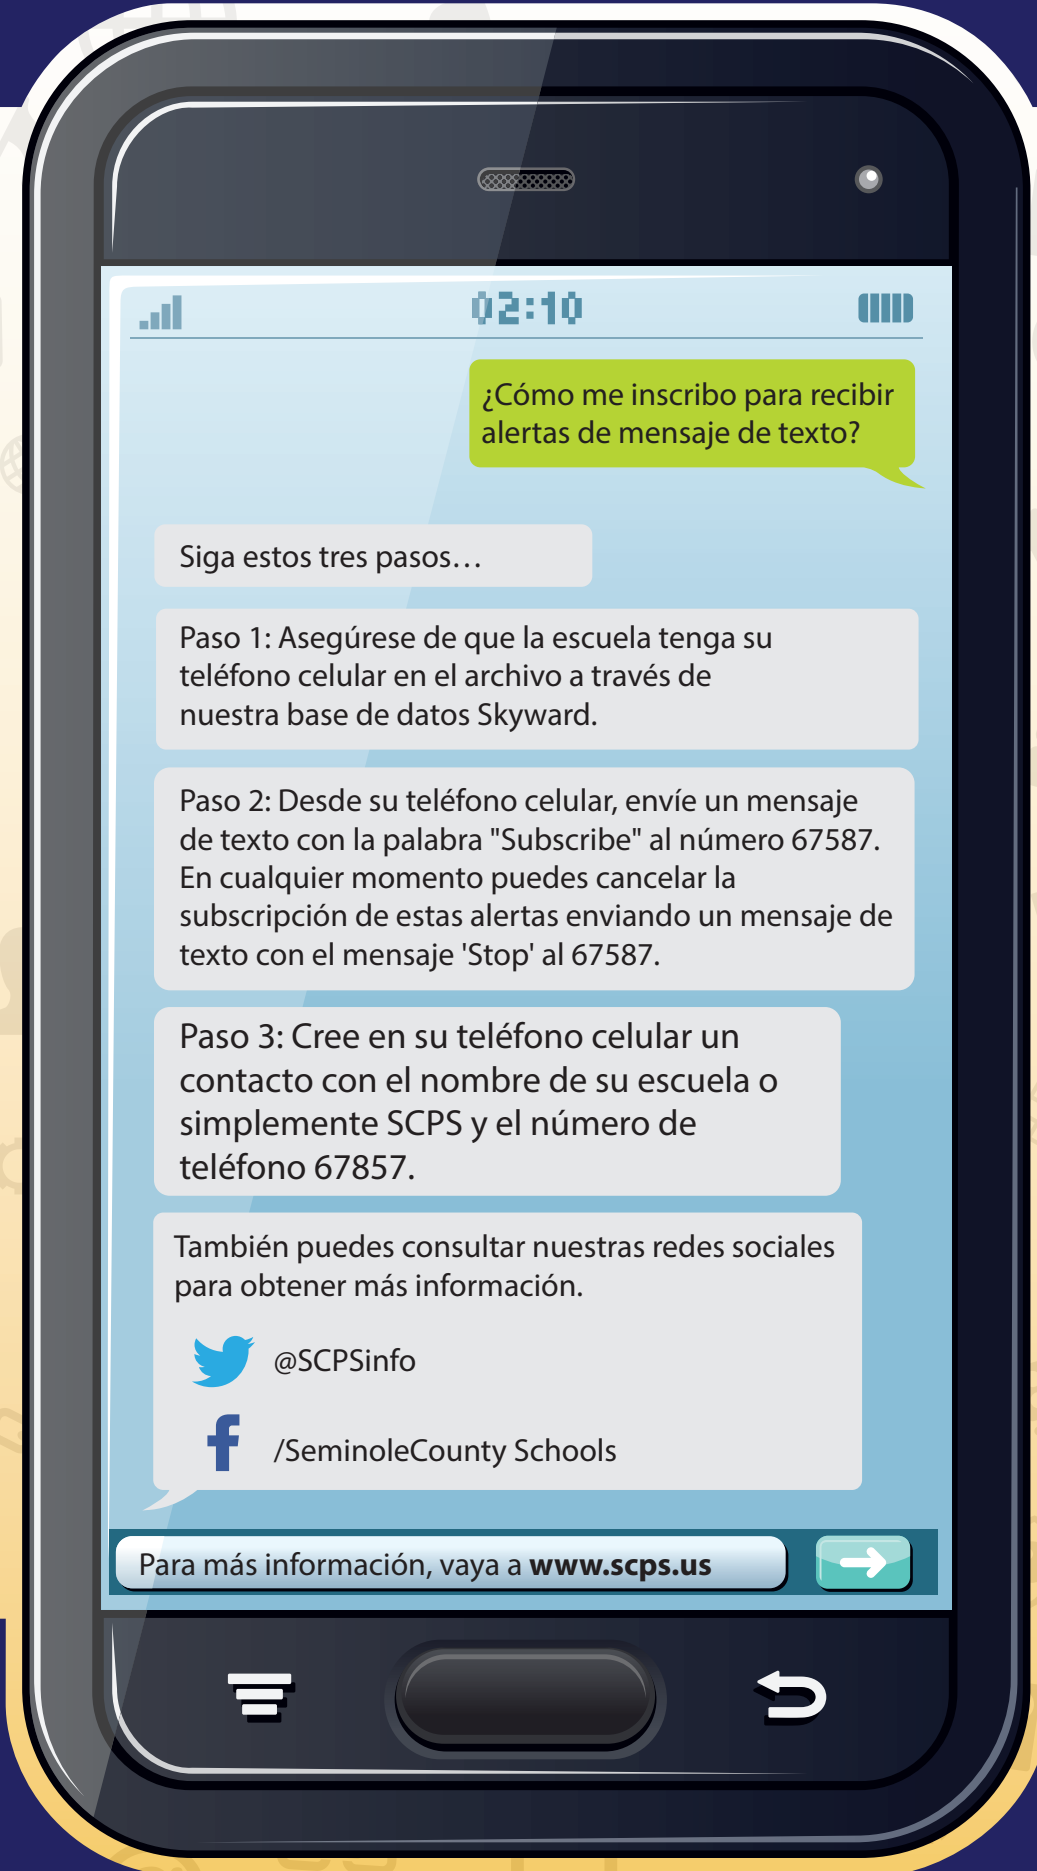 02:10
¿Cómo me inscribo para recibir
alertas de mensaje de texto?
Siga estos tres pasos…
Paso 1: Asegúrese de que la escuela tenga su
teléfono celular en el archivo a través de
nuestra base de datos Skyward.
Paso 2: Desde su teléfono celular, envíe un mensaje
de texto con la palabra "Subscribe" al número 67587.
En cualquier momento puedes cancelar la
subscripción de estas alertas enviando un mensaje de
texto con el mensaje 'Stop' al 67587.
Paso 3: Cree en su teléfono celular un
contacto con el nombre de su escuela o
simplemente SCPS y el número de
teléfono 67857.
También puedes consultar nuestras redes sociales
para obtener más información.
@SCPSinfo
/SeminoleCounty Schools
Para más información, vaya a www.scps.us